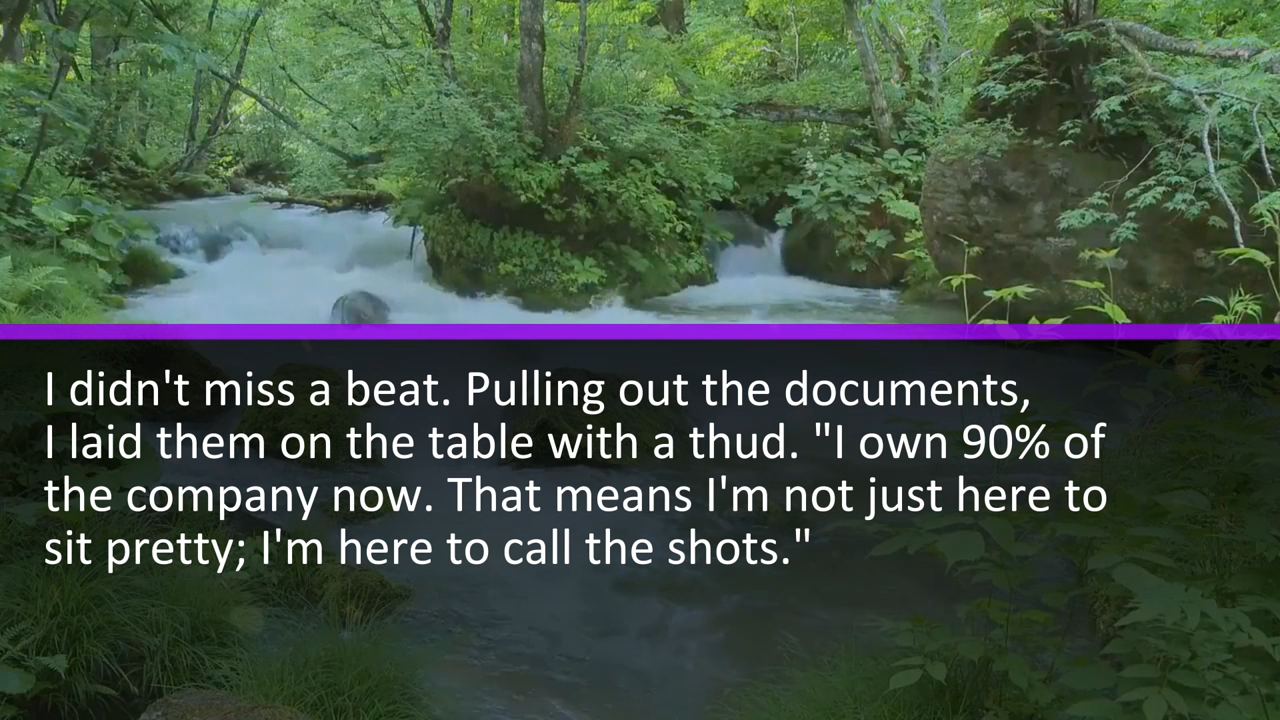 I didn't miss a beat. Pulling out the documents,
I laid them on the table with a thud. "I own 90% of
the company now. That means I'm not just here to
sit pretty; I'm here to call the shots."